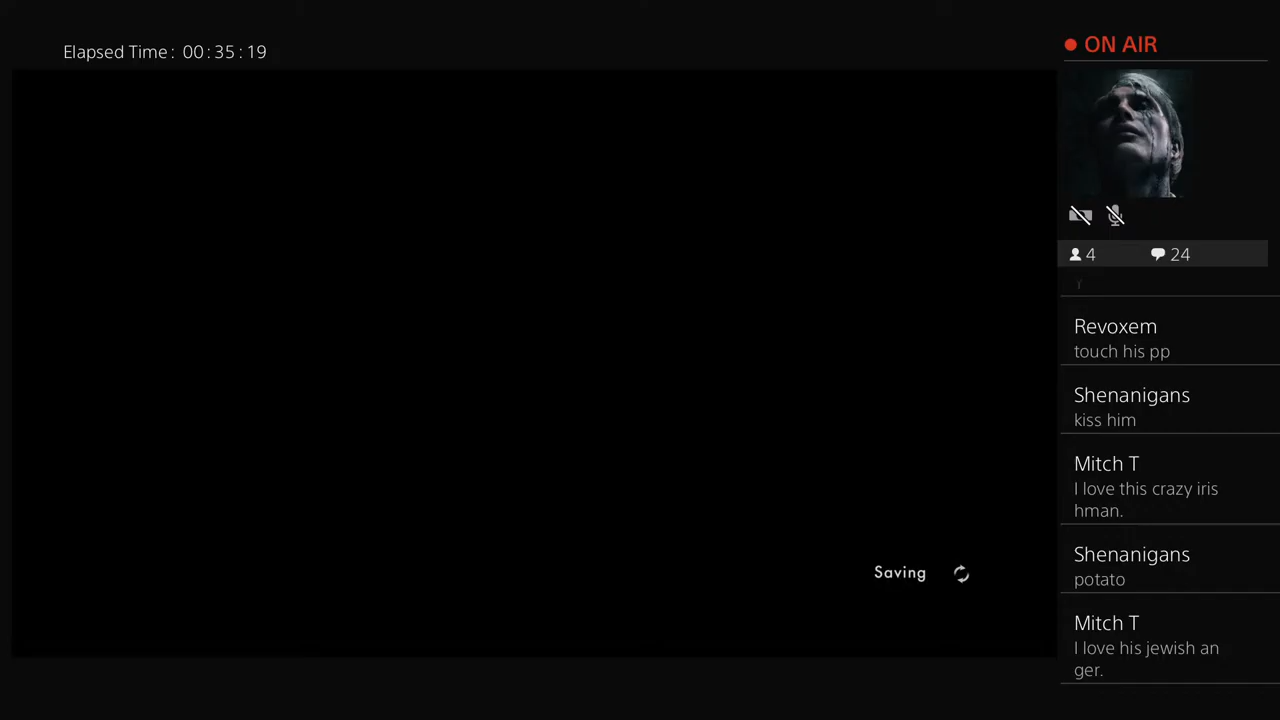 Elapsed Time: 00:35:19
ON AIR
4
24
Y
Revoxem
touch his pp
Shenanigans
kiss him
Mitch T
I love this crazy iris
hman.
Shenanigans
potato
Mitch T
I love his jewish an
ger.
Saving